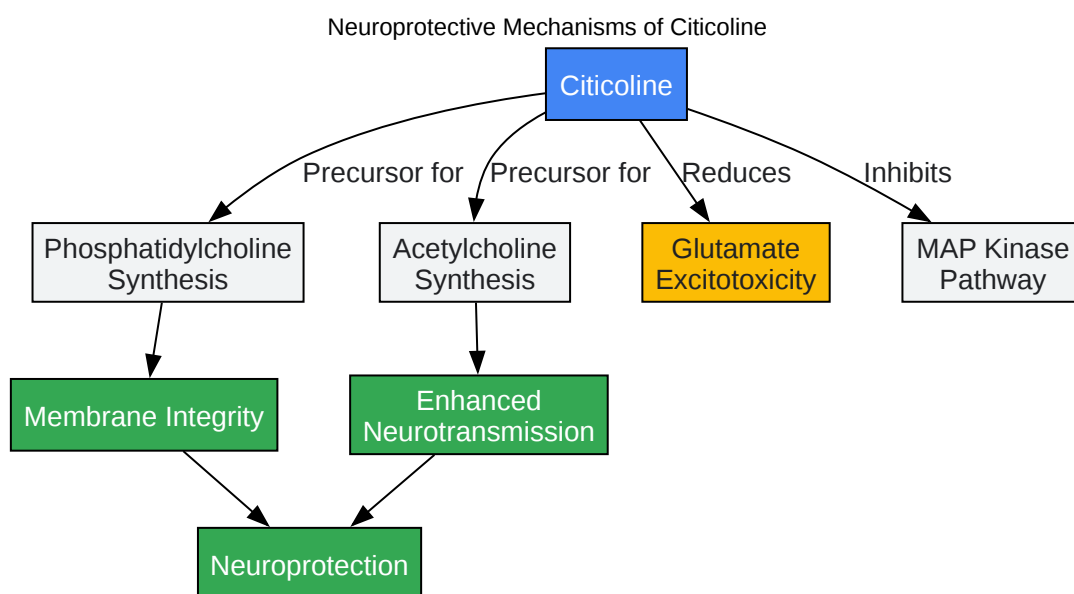 Neuroprotective Mechanisms of Citicoline
Citicoline
Precursor for
Precursor for
Reduces
Inhibits
Phosphatidylcholine
Synthesis
Acetylcholine
Synthesis
Glutamate
Excitotoxicity
MAP Kinase
Pathway
Membrane Integrity
Enhanced
Neurotransmission
Neuroprotection